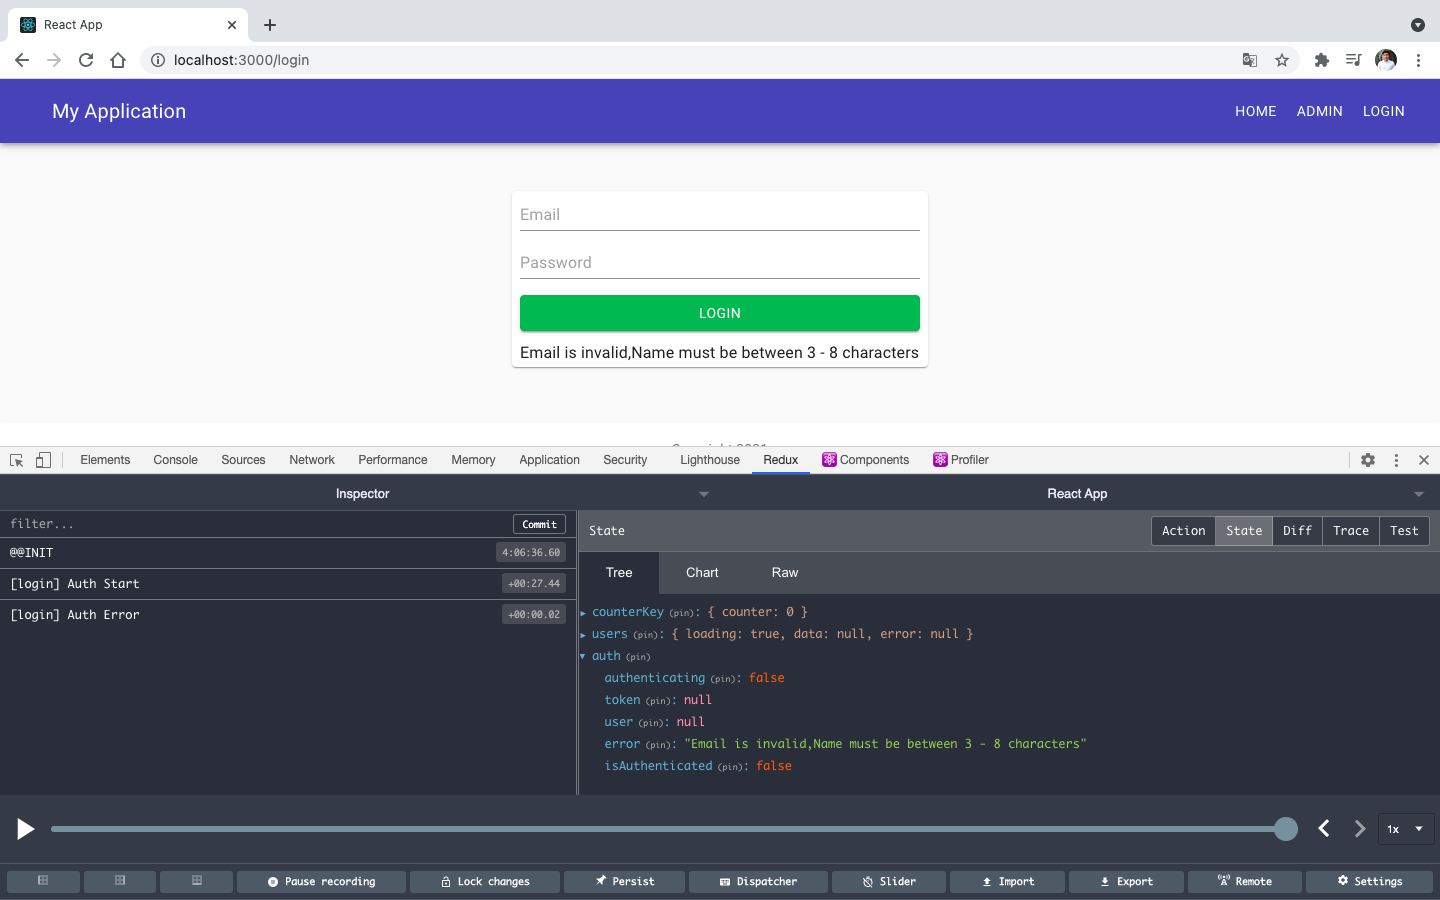 React App
localhost:3000/login
My Application
HOME ADMIN LOGIN
Email
Password
LOGIN
Email is invalid,Name must be between 3 - 8 characters
Elements Console Sources Network Performance Memory Application Security Lighthouse Redux Components Profiler
Inspector React App
filter... Commit
State Action State Diff Trace Test
@@INIT 4:06:36.60
[login] Auth Start +00:27.44
[login] Auth Error +00:00.02
Tree Chart Raw
counterKey (pin): { counter: 0 }
users (pin): { loading: true, data: null, error: null }
auth (pin)
authenticating (pin): false
token (pin): null
user (pin): null
error (pin): "Email is invalid,Name must be between 3 - 8 characters"
isAuthenticated (pin): false
1x
Pause recording Lock changes Persist Dispatcher Slider Import Export Remote Settings